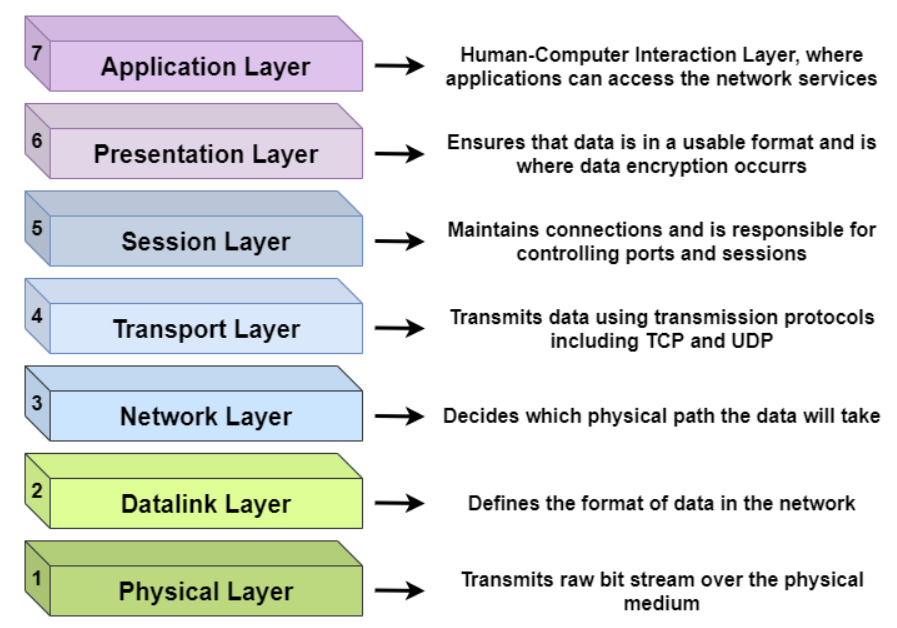 7
Application Layer
Human-Computer Interaction Layer, where
applications can access the network services
6
Presentation Layer
Ensures that data is in a usable format and is
where data encryption occurrs
5
Session Layer
Maintains connections and is responsible for
controlling ports and sessions
4
Transport Layer
Transmits data using transmission protocols
including TCP and UDP
3
Network Layer
Decides which physical path the data will take
2
Datalink Layer
Defines the format of data in the network
1
Physical Layer
Transmits raw bit stream over the physical
medium